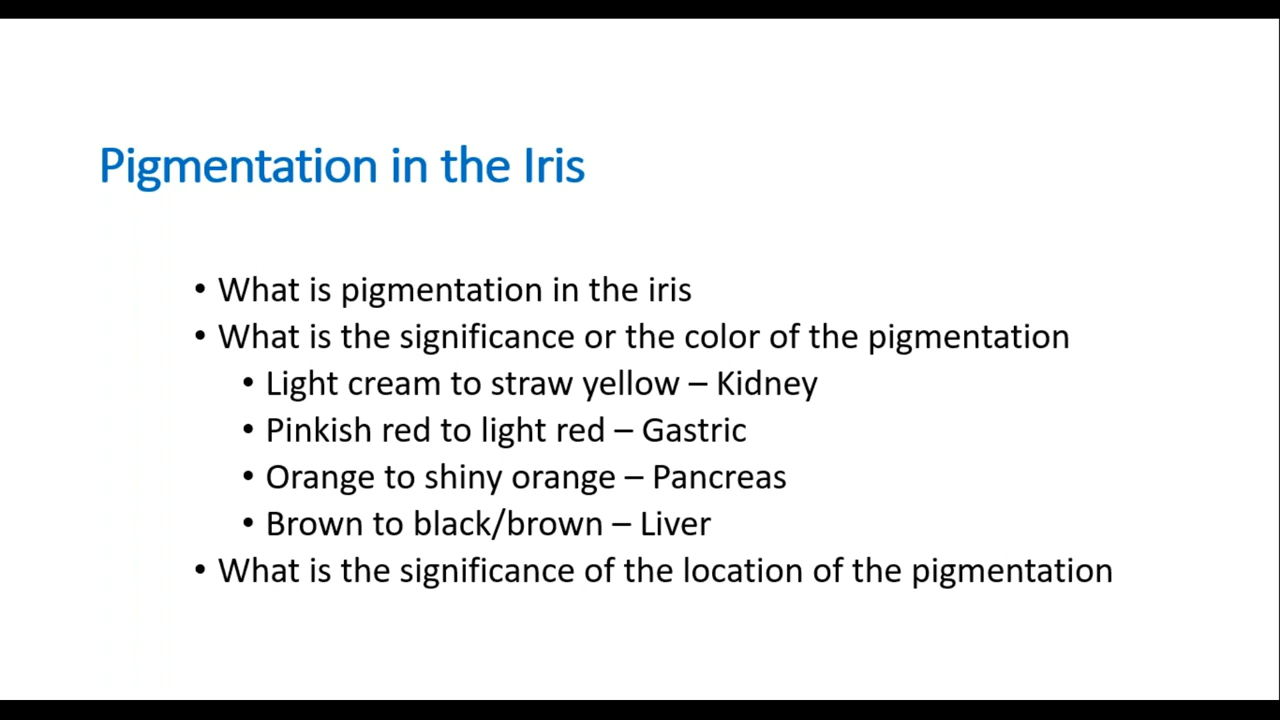 Pigmentation in the Iris
• What is pigmentation in the iris
• What is the significance or the color of the pigmentation
• Light cream to straw yellow – Kidney
• Pinkish red to light red – Gastric
• Orange to shiny orange – Pancreas
• Brown to black/brown – Liver
• What is the significance of the location of the pigmentation